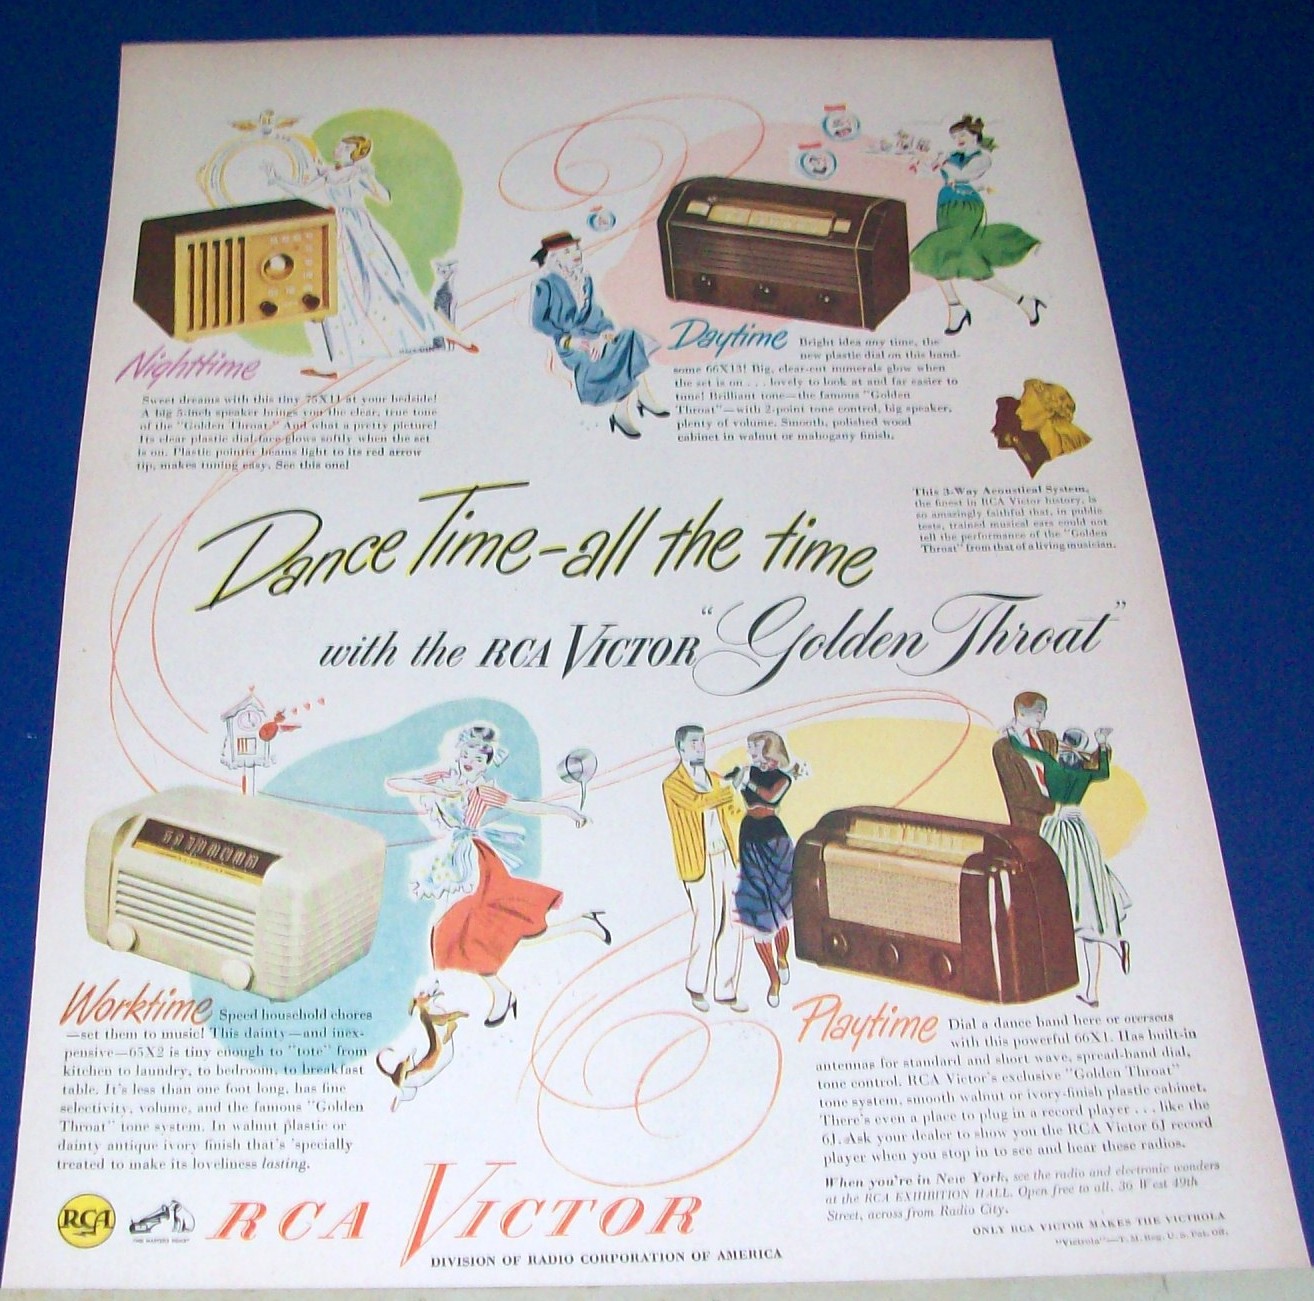 Nighttime
Sweet dreams with this tiny 75X11 at your bedside!
A big 5-inch speaker brings you the clear, true tone
of the "Golden Throat." And what a pretty picture!
Its clear plastic dial-face glows softly when the set
is on. Plastic pointer beams light to its red arrow
tip, makes tuning easy. See this one!
Daytime
Bright idea any time, the
new plastic dial on this hand-
some 66X13! Big, clear-cut numerals glow when
the set is on . . . lovely to look at and far easier to
tune! Brilliant tone—the famous "Golden
Throat"—with 2-point tone control, big speaker,
plenty of volume. Smooth, polished wood
cabinet in walnut or mahogany finish.
This 3-Way Acoustical System,
the finest in RCA Victor history, is
so amazingly faithful that, in public
tests, trained musical ears could not
tell the performance of the "Golden
Throat" from that of a living musician.
Dance Time—all the time
with the RCA VICTOR "Golden Throat"
Worktime
Speed household chores
—set them to music! This dainty—and inex-
pensive—65X2 is tiny enough to "tote" from
kitchen to laundry, to bedroom, to breakfast
table. It's less than one foot long, has fine
selectivity, volume, and the famous "Golden
Throat" tone system. In walnut plastic or
dainty antique ivory finish that's 'specially
treated to make its loveliness lasting.
Playtime
Dial a dance band here or overseas
with this powerful 66X1. Has built-in
antennas for standard and short wave, spread-band dial,
tone control, RCA Victor's exclusive "Golden Throat"
tone system, smooth walnut or ivory-finish plastic cabinet.
There's even a place to plug in a record player . . . like the
6J. Ask your dealer to show you the RCA Victor 6J record
player when you stop in to see and hear these radios.
When you're in New York, see the radio and electronic wonders
at the RCA EXHIBITION HALL. Open free to all. 36 West 49th
Street, across from Radio City.
ONLY RCA VICTOR MAKES THE VICTROLA
"Victrola"—T. M. Reg. U. S. Pat. Off.
RCA
"HIS MASTERS VOICE"
RCA VICTOR
DIVISION OF RADIO CORPORATION OF AMERICA